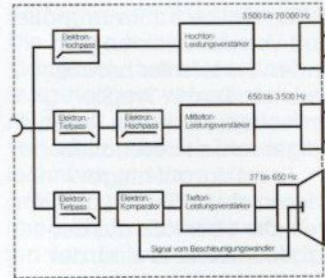 3 500 bis 20 000 Hz
Elektron-
Hochpass
Hochton-
Leistungsverstärker
650 bis 3 500 Hz
Elektron-
Tiefpass
Elektron-
Hochpass
Mittelton-
Leistungsverstärker
27 bis 650 Hz
Elektron-
Tiefpass
Elektron-
Komparator
Tiefton-
Leistungsverstärker
Signal vom Beschleunigungswandler